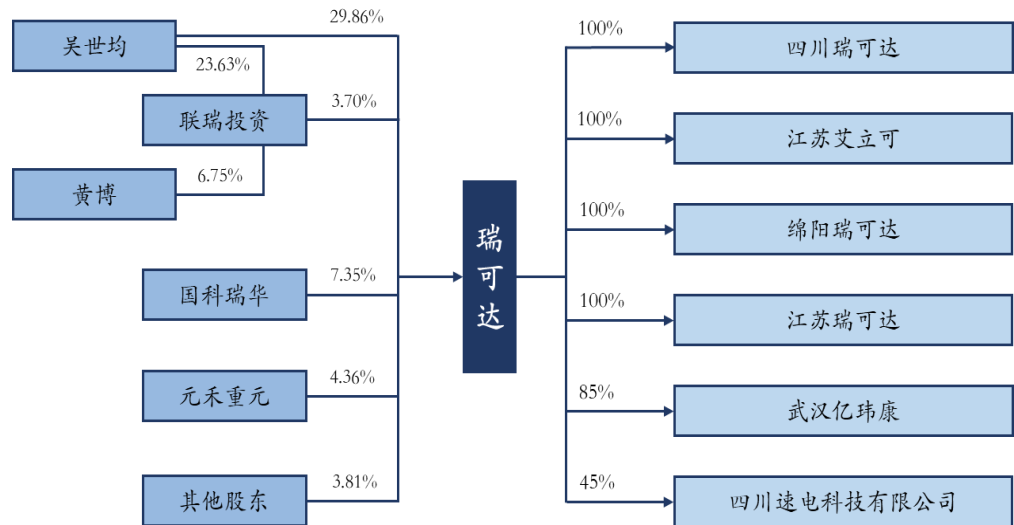 29.86%
吴世均
23.63%
联瑞投资
3.70%
黄博
6.75%
国科瑞华
7.35%
元禾重元
4.36%
其他股东
3.81%
瑞可达
100%
四川瑞可达
100%
江苏艾立可
100%
绵阳瑞可达
100%
江苏瑞可达
85%
武汉亿玮康
45%
四川速电科技有限公司